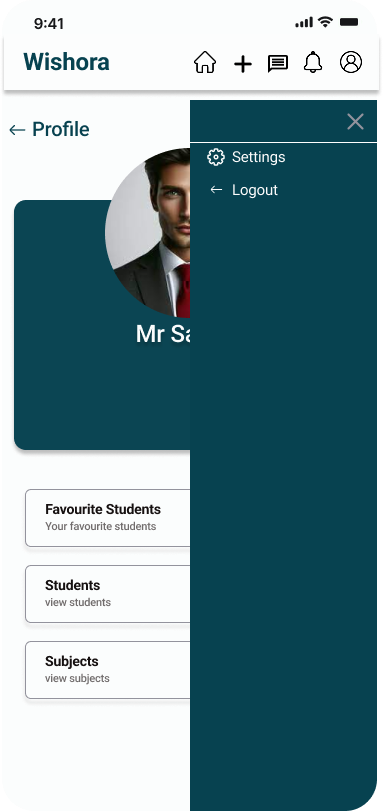 9:41
Wishora
Profile
Settings
Logout
Mr Sa
Favourite Students
Your favourite students
Students
view students
Subjects
view subjects